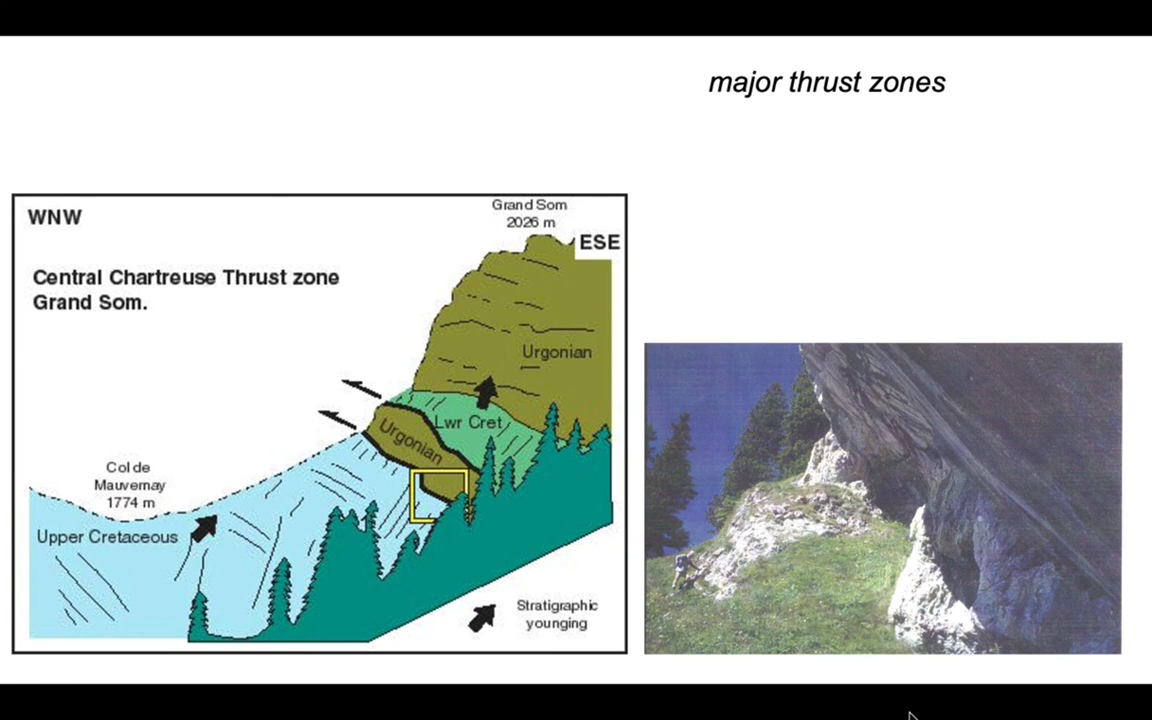 major thrust zones
WNW
Grand Som
2026 m
ESE
Central Chartreuse Thrust zone
Grand Som.
Urgonian
Lwr Cret
Urgonian
Col de
Mauvernay
1774 m
Upper Cretaceous
Stratigraphic
younging